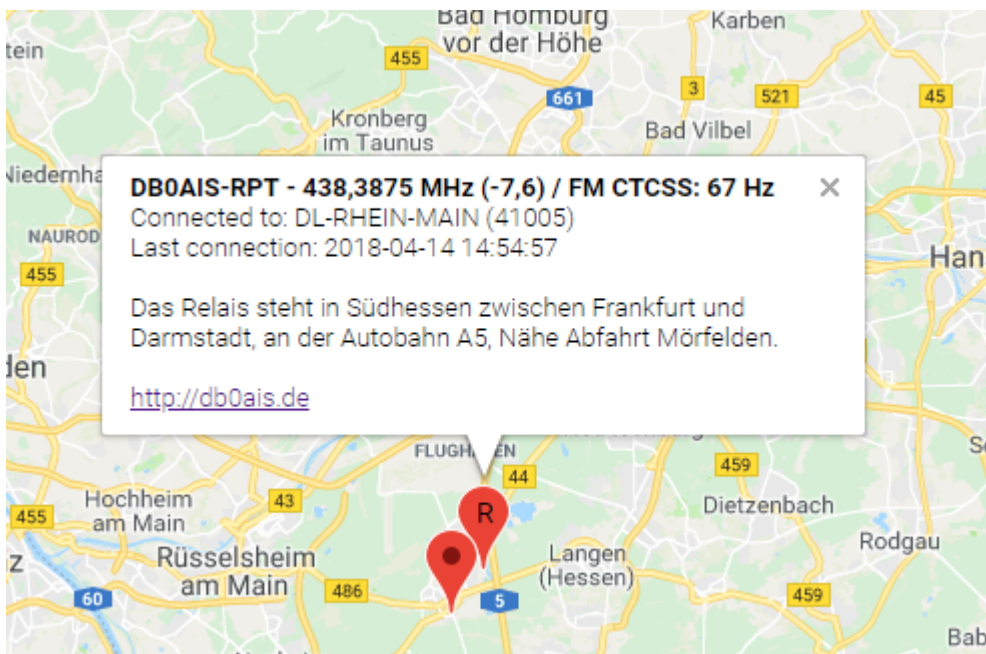 Bad Homburg
vor der Höhe
Karben
tein
455
661
3
521
45
Kronberg
im Taunus
Bad Vilbel
Niedernha
DB0AIS-RPT - 438,3875 MHz (-7,6) / FM CTCSS: 67 Hz
Connected to: DL-RHEIN-MAIN (41005)
Last connection: 2018-04-14 14:54:57
Das Relais steht in Südhessen zwischen Frankfurt und
Darmstadt, an der Autobahn A5, Nähe Abfahrt Mörfelden.
http://db0ais.de
NAUROD
455
Han
den
FLUGH EN
44
459
Hochheim
am Main
43
455
Dietzenbach
R
Rodgau
Rüsselsheim
am Main
Langen
(Hessen)
z
60
486
5
459
Bab